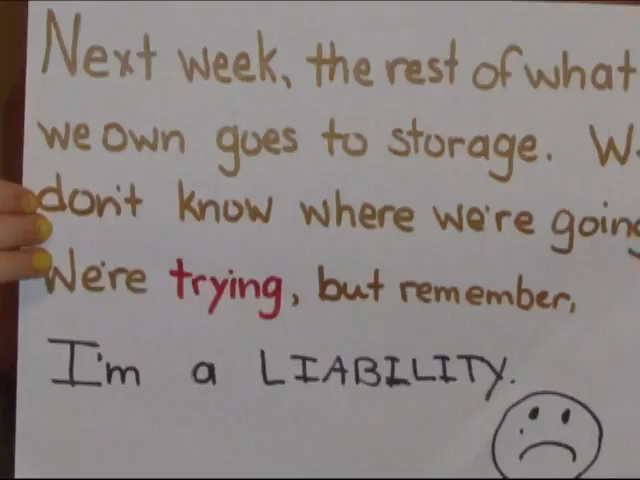 Next week, the rest of what
we own goes to storage. W
don't know where we're going
We're trying, but remember,
I'm a LIABILITY.